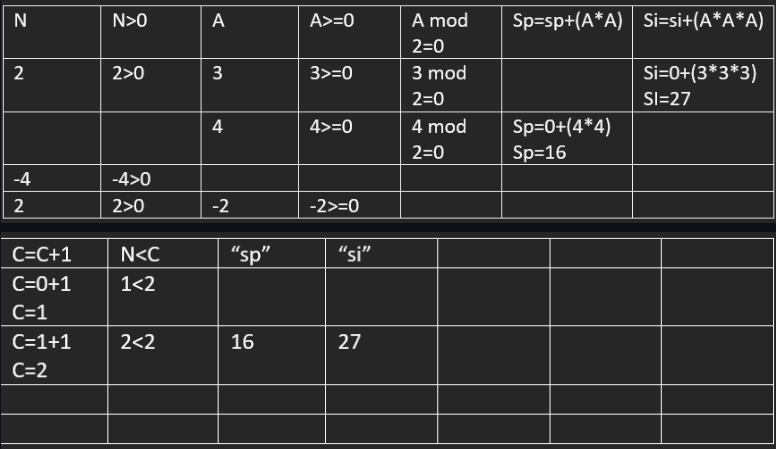 N N>0 A A>=0 A mod Sp=sp+(A*A) Si=si+(A*A*A)
2=0
2 2>0 3 3>=0 3 mod Si=0+(3*3*3)
2=0 SI=27
4 4>=0 4 mod Sp=0+(4*4)
2=0 Sp=16
-4 -4>0
2 2>0 -2 -2>=0
C=C+1 N<C “sp” “si”
C=0+1 1<2
C=1
C=1+1 2<2 16 27
C=2